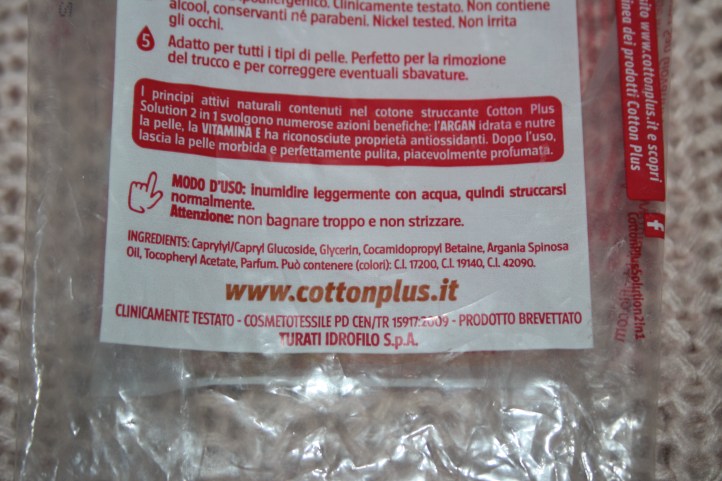 Clinicamente testato. Non contiene
alcool, conservanti né parabeni. Nickel tested. Non irrita
gli occhi.
5 Adatto per tutti i tipi di pelle. Perfetto per la rimozione
del trucco e per correggere eventuali sbavature.
I principi attivi naturali contenuti nel cotone struccante Cotton Plus
Solution 2 in 1 svolgono numerose azioni benefiche: l'ARGAN idrata e nutre
la pelle, la VITAMINA E ha riconosciute proprietà antiossidanti. Dopo l'uso,
lascia la pelle morbida e perfettamente pulita, piacevolmente profumata.
MODO D'USO: Inumidire leggermente con acqua, quindi struccarsi
normalmente.
Attenzione: non bagnare troppo e non strizzare.
INGREDIENTS: Caprylyl/Capryl Glucoside, Glycerin, Cocamidopropyl Betaine, Argania Spinosa
Oil, Tocopheryl Acetate, Parfum. Può contenere (colori): C.I. 17200, C.I. 19140, C.I. 42090.
www.cottonplus.it
CLINICAMENTE TESTATO - COSMETOTESSILE PD CEN/TR 15917:2009 - PRODOTTO BREVETTATO
TURATI IDROFILO S.p.A.
www.cottonplus.it e scopri
linea dei prodotti Cotton Plus
f
CottonPlusSolution2in1